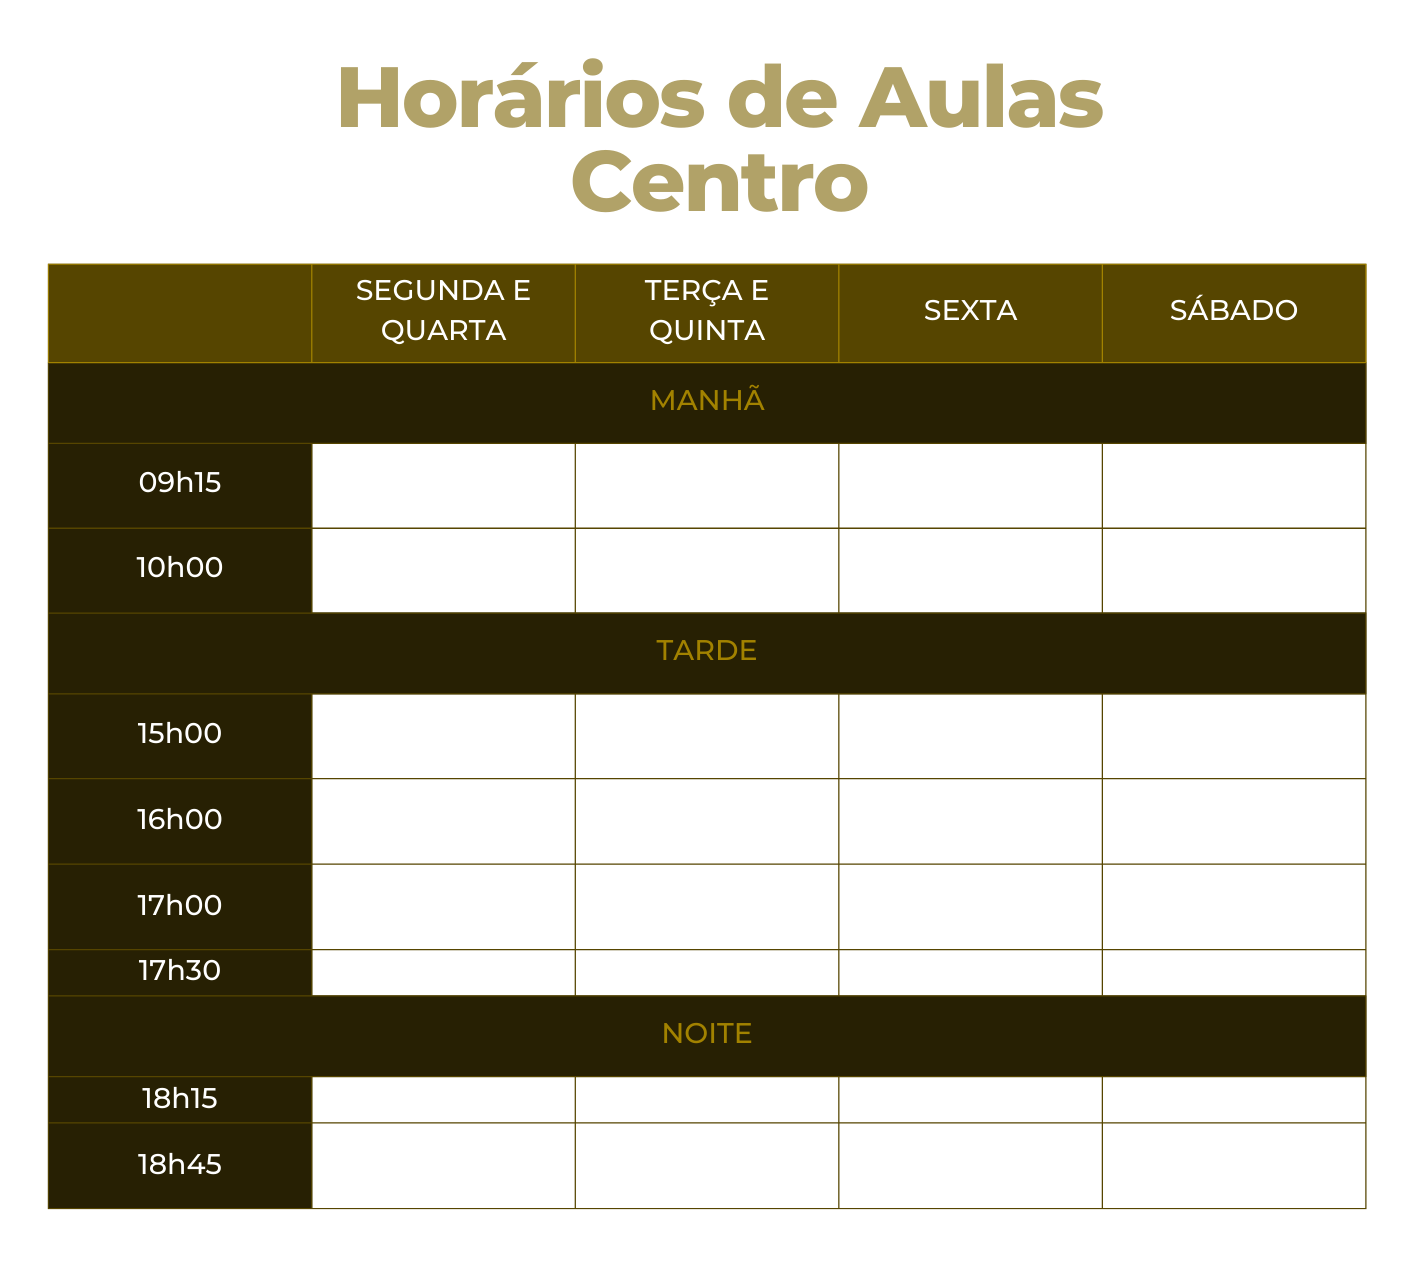 Horários de Aulas
Centro
SEGUNDA E
QUARTA
TERÇA E
QUINTA
SEXTA
SÁBADO
MANHÃ
09h15
10h00
TARDE
15h00
16h00
17h00
17h30
NOITE
18h15
18h45